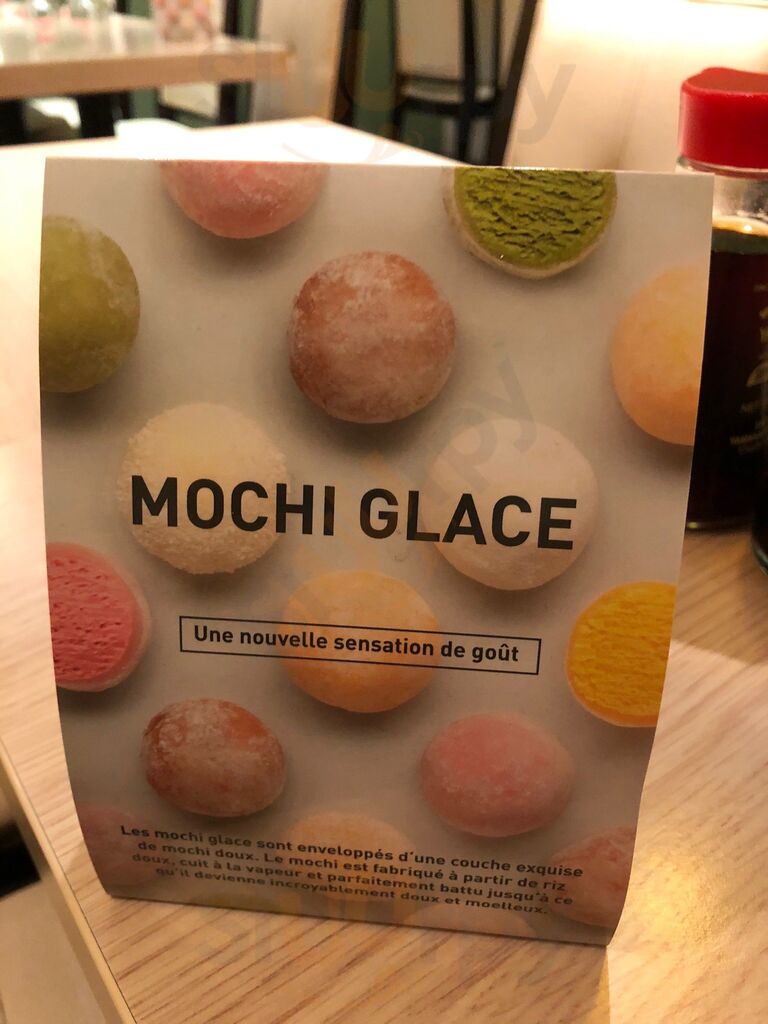 MOCHI GLACE
Une nouvelle sensation de goût
Les mochi glace sont enveloppés d'une couche exquise
de mochi doux. Le mochi est fabriqué à partir de riz
doux, cuit à la vapeur et parfaitement battu jusqu'à ce
qu'il devienne incroyablement doux et moelleux.